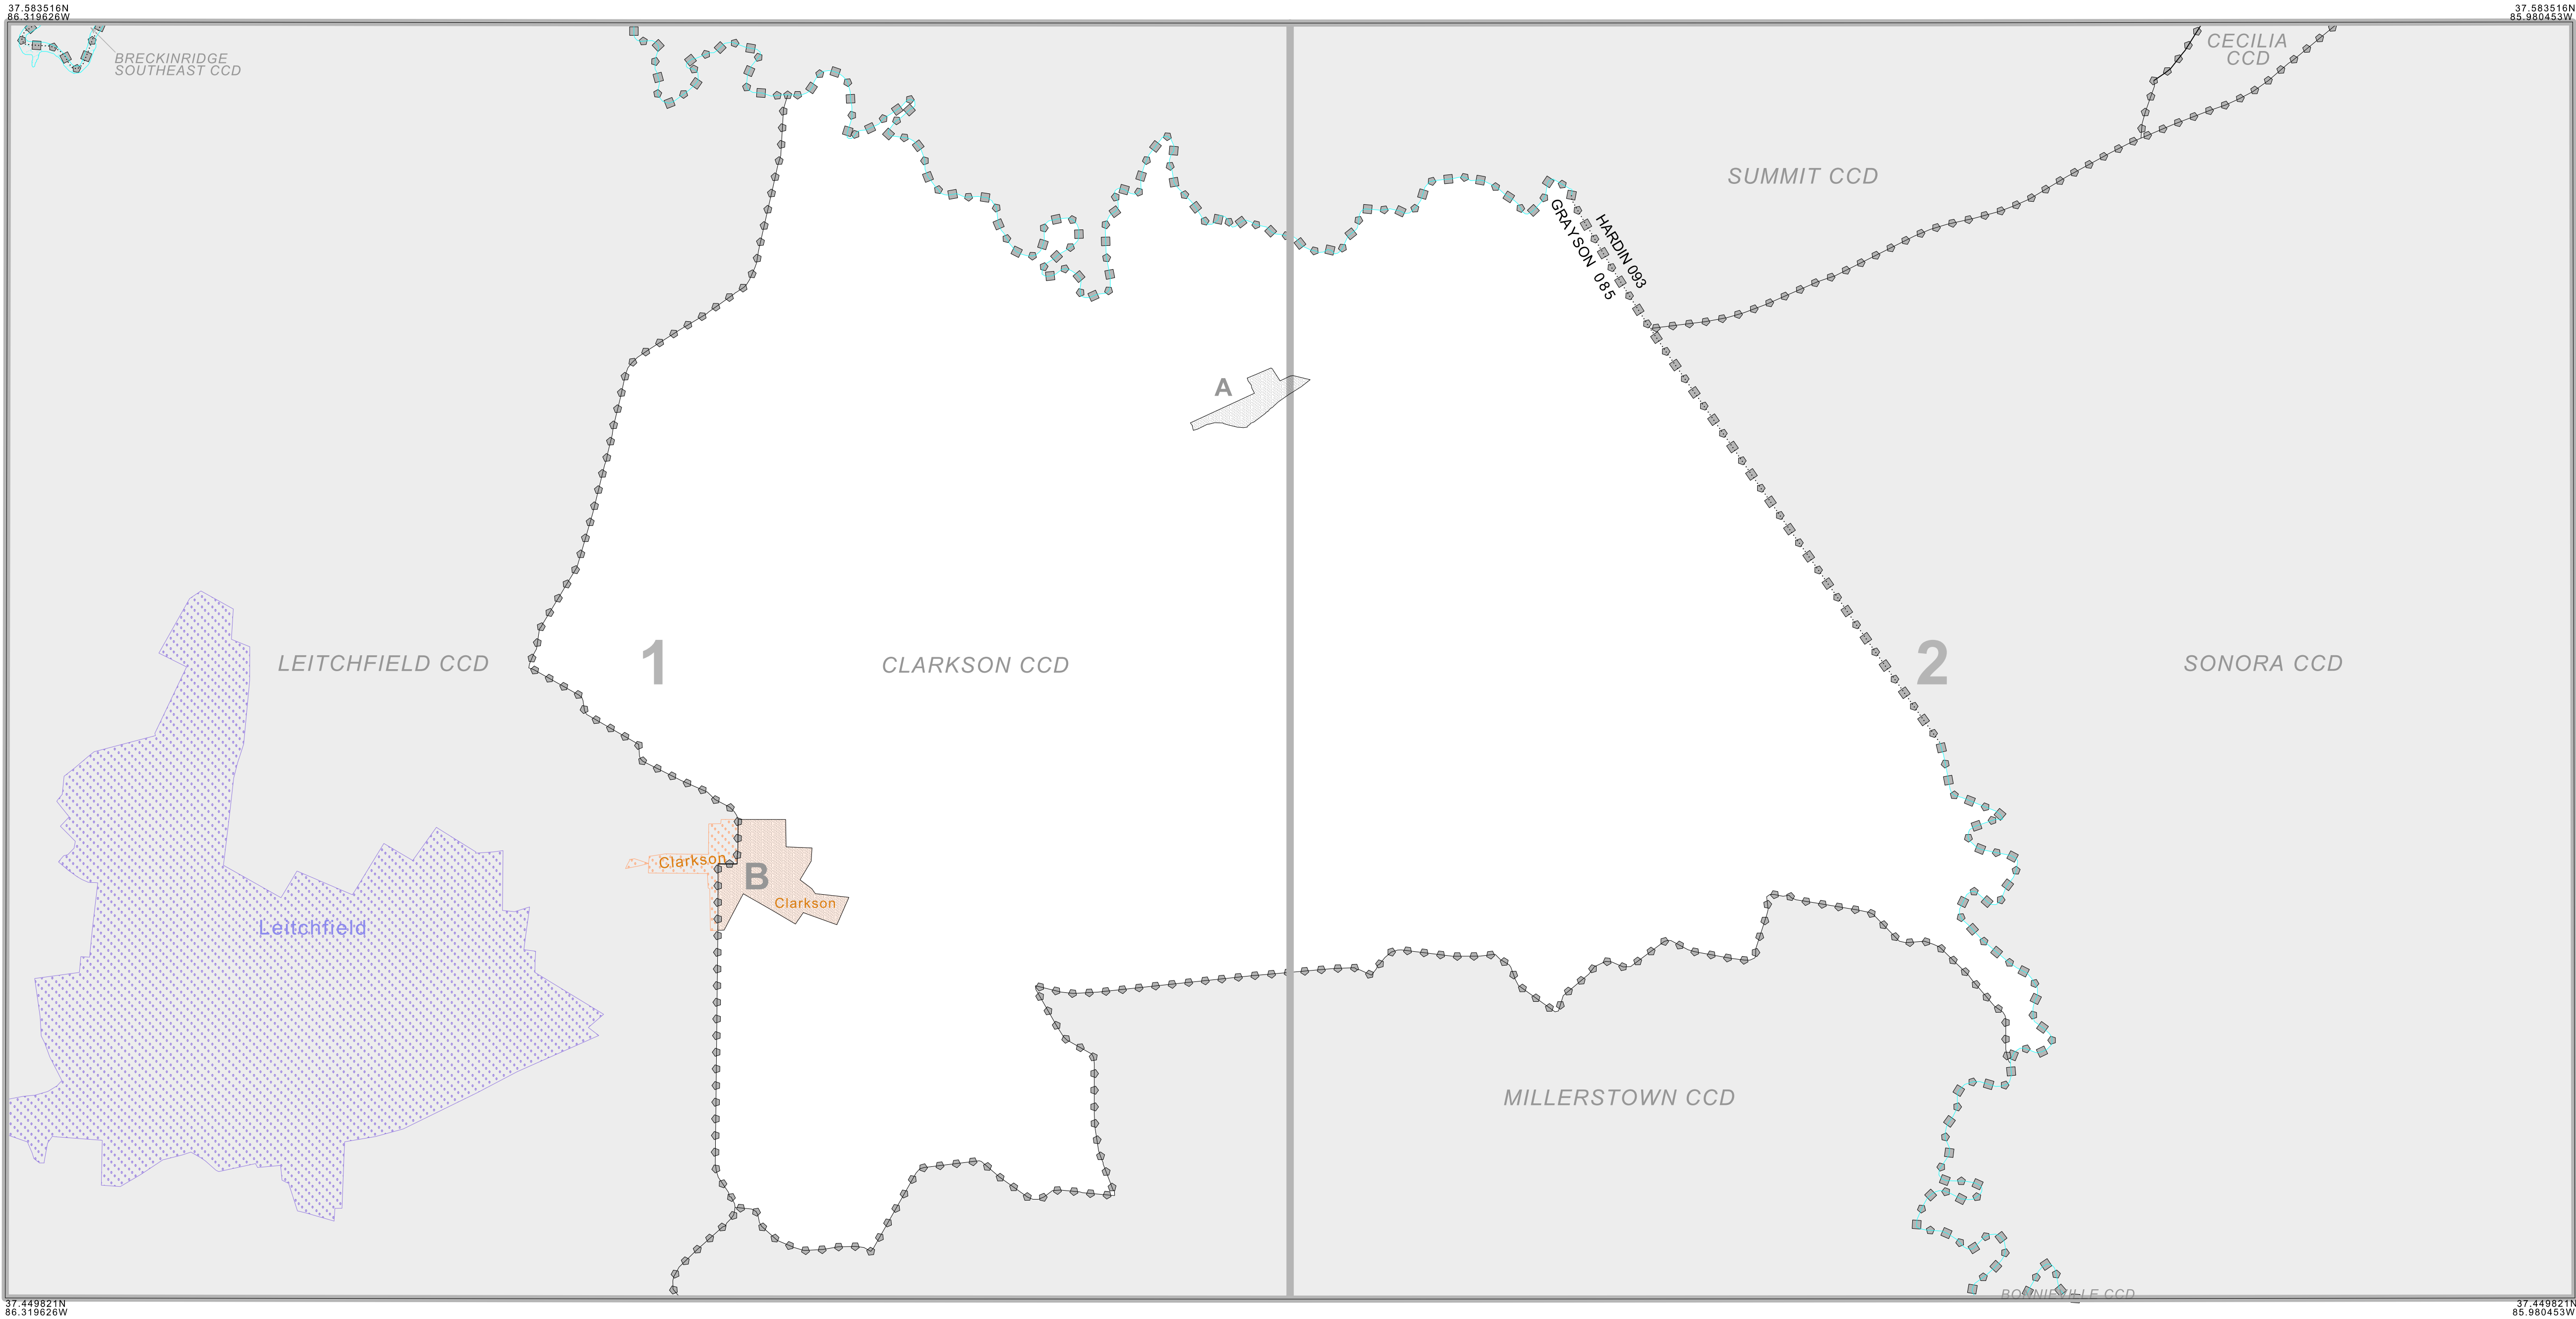 37.583516N
86.319626W
37.583516N
85.980453W
BRECKINRIDGE
SOUTHEAST CCD
CECILIA
CCD
SUMMIT CCD
HARDIN 093
GRAYSON 085
A
LEITCHFIELD CCD
1
CLARKSON CCD
2
SONORA CCD
Clarkson
B
Clarkson
Leitchfield
MILLERSTOWN CCD
BONNIEVILLE CCD
37.449821N
86.319626W
37.449821N
85.980453W